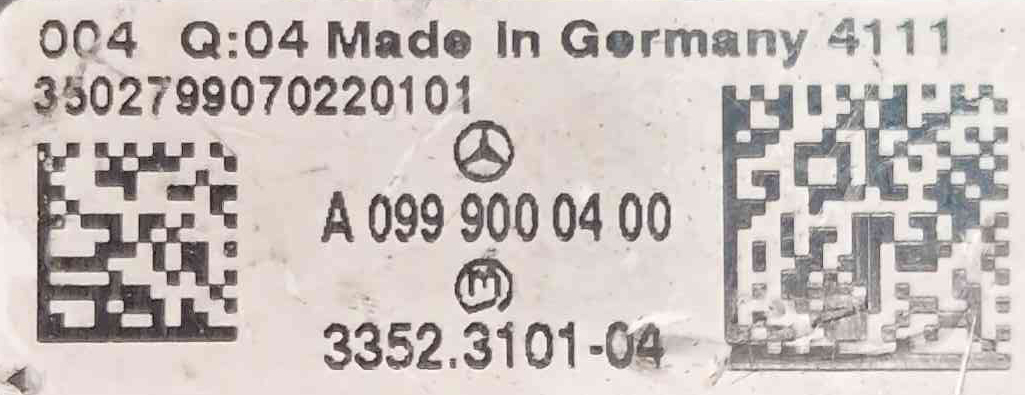 004 Q:04 Made In Germany 4111
3502799070220101
A 099 900 04 00
M
3352.3101-04